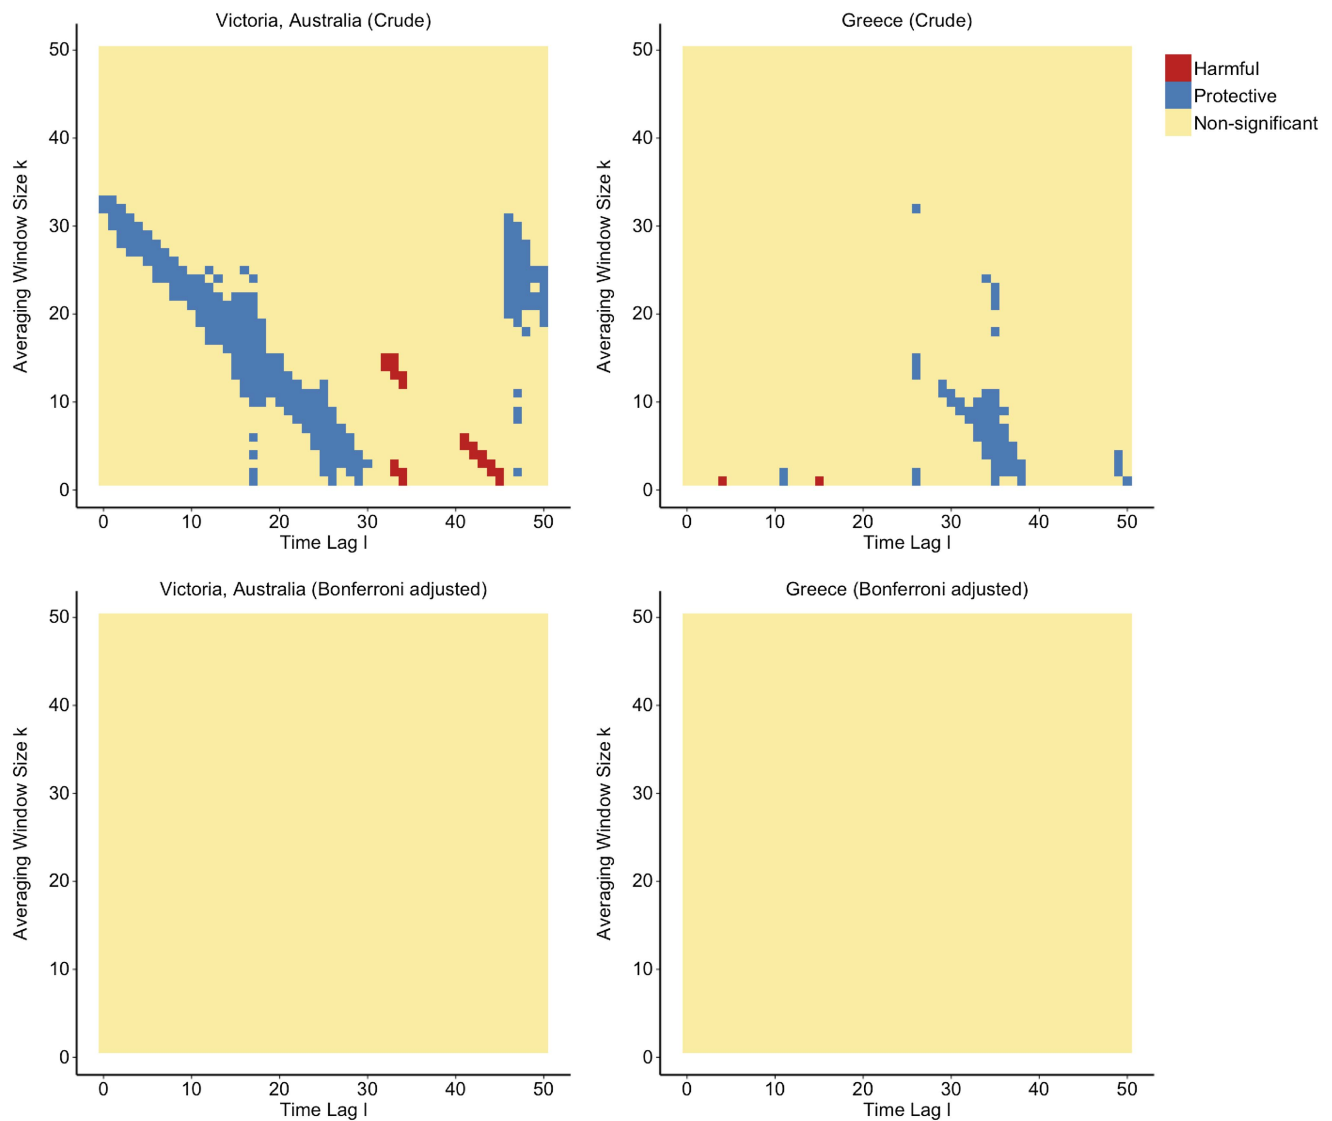 Victoria, Australia (Crude)
50
40
30
20
10
0
Averaging Window Size k
0 10 20 30 40 50
Time Lag l
Greece (Crude)
50
40
30
20
10
0
Averaging Window Size k
0 10 20 30 40 50
Time Lag l
Harmful
Protective
Non-significant
Victoria, Australia (Bonferroni adjusted)
50
40
30
20
10
0
Averaging Window Size k
0 10 20 30 40 50
Time Lag l
Greece (Bonferroni adjusted)
50
40
30
20
10
0
Averaging Window Size k
0 10 20 30 40 50
Time Lag l